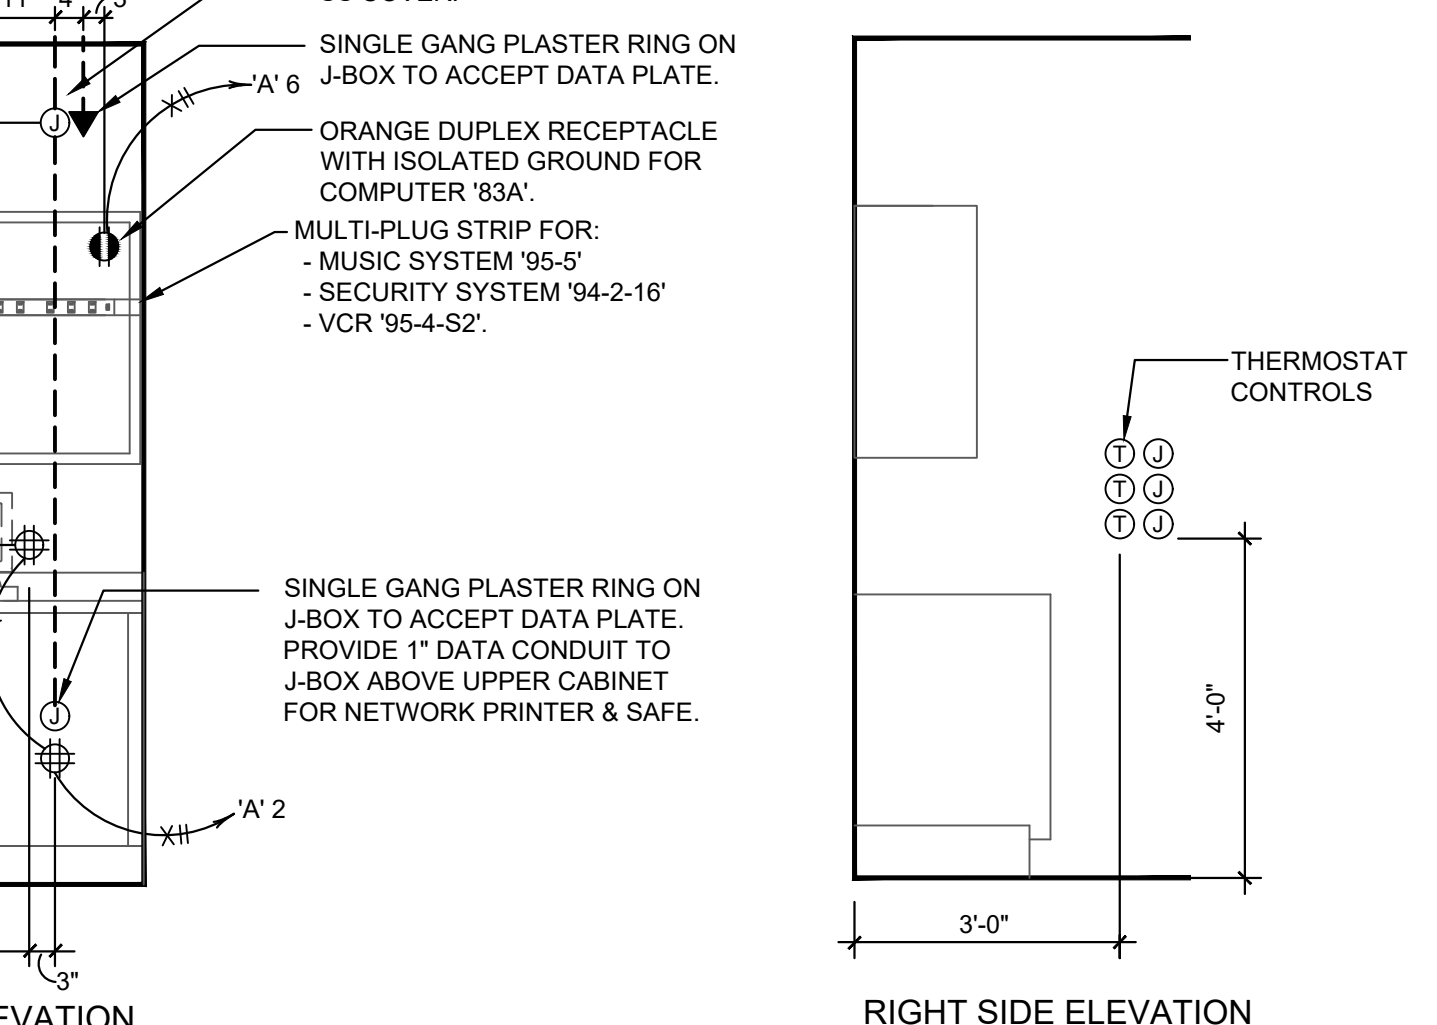 4
SINGLE GANG PLASTER RING ON
J-BOX TO ACCEPT DATA PLATE.
'A' 6
J
ORANGE DUPLEX RECEPTACLE
WITH ISOLATED GROUND FOR
COMPUTER '83A'.
MULTI-PLUG STRIP FOR:
- MUSIC SYSTEM '95-5'
- SECURITY SYSTEM '94-2-16'
- VCR '95-4-S2'.
SINGLE GANG PLASTER RING ON
J-BOX TO ACCEPT DATA PLATE.
PROVIDE 1" DATA CONDUIT TO
J-BOX ABOVE UPPER CABINET
FOR NETWORK PRINTER & SAFE.
J
'A' 2
3"
EVATION
THERMOSTAT
CONTROLS
T J
T J
T J
4'-0"
3'-0"
RIGHT SIDE ELEVATION